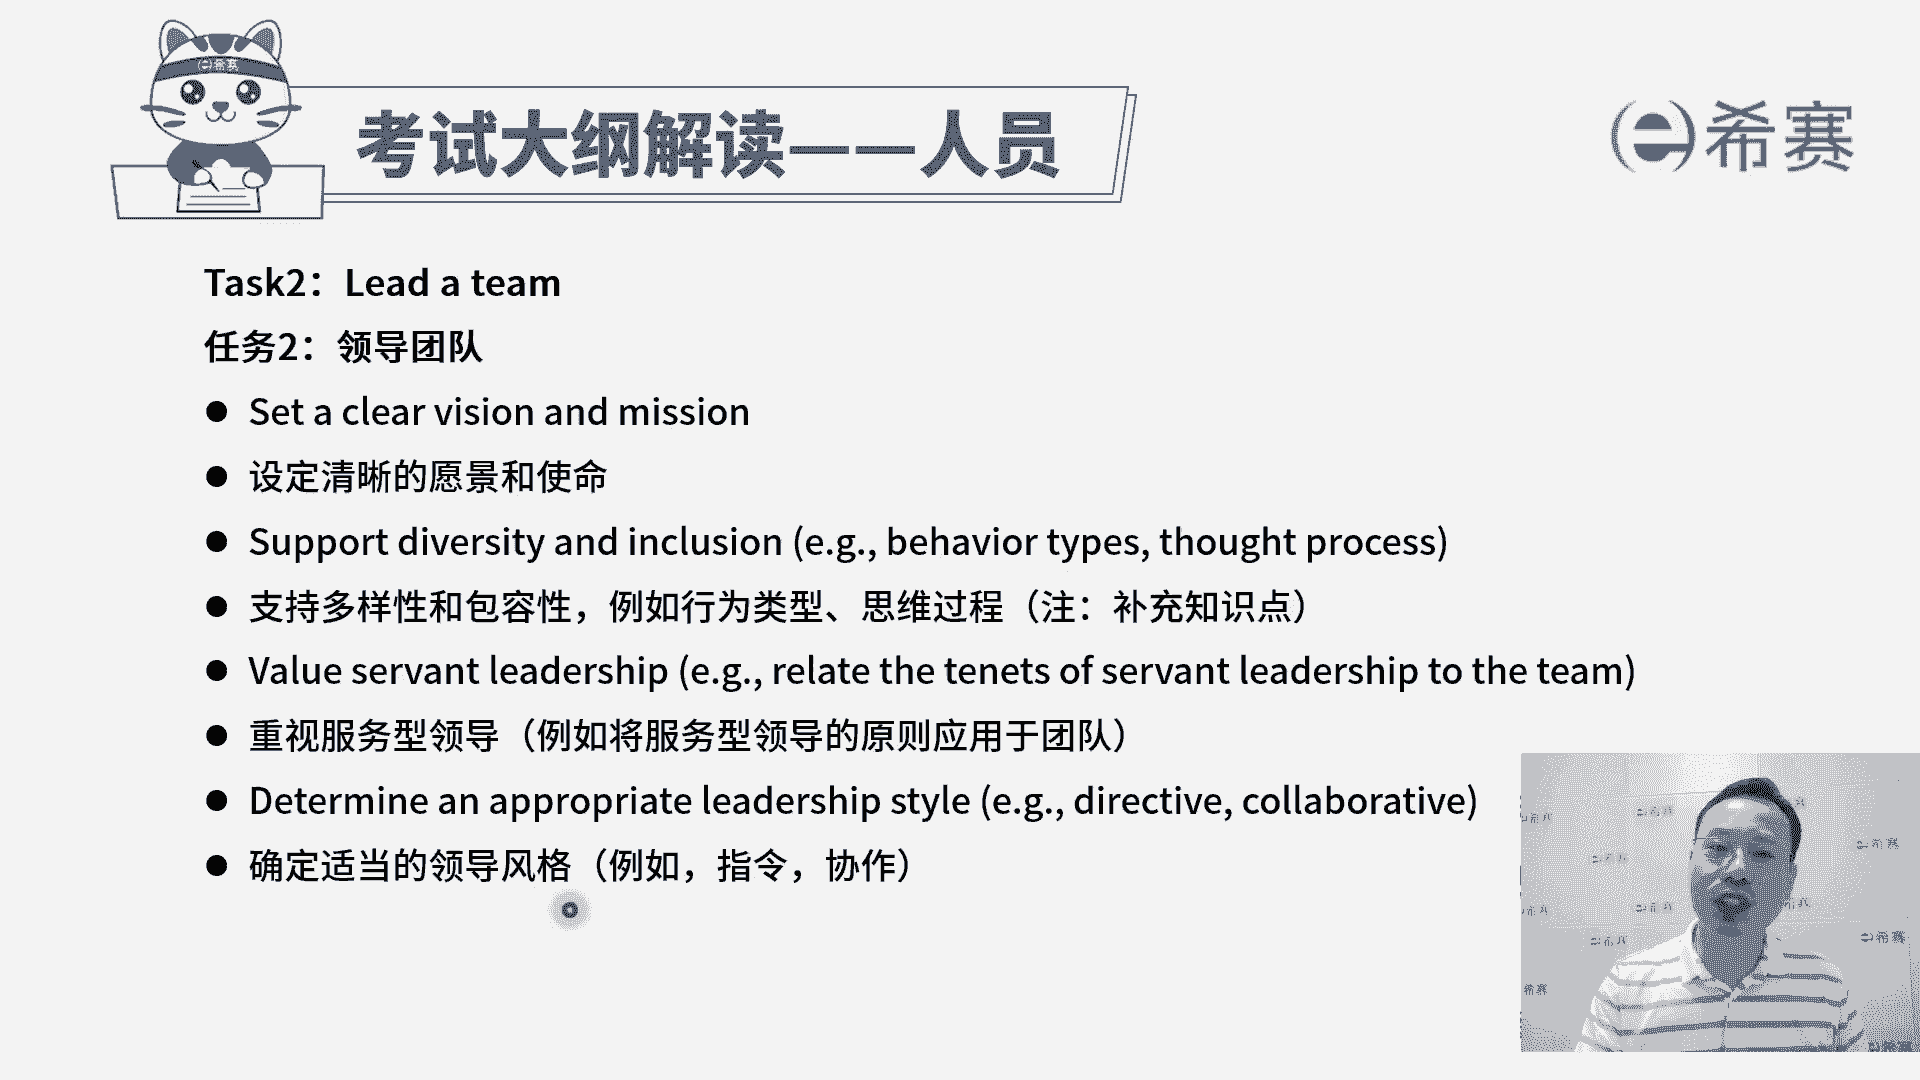 希赛
考试大纲解读——人员
希赛
Task2：Lead a team
任务2：领导团队
Set a clear vision and mission
设定清晰的愿景和使命
Support diversity and inclusion (e.g., behavior types, thought process)
支持多样性和包容性，例如行为类型、思维过程（注：补充知识点）
Value servant leadership (e.g., relate the tenets of servant leadership to the team)
重视服务型领导（例如将服务型领导的原则应用于团队）
Determine an appropriate leadership style (e.g., directive, collaborative)
确定适当的领导风格（例如，指令，协作）
希赛
希赛
希赛